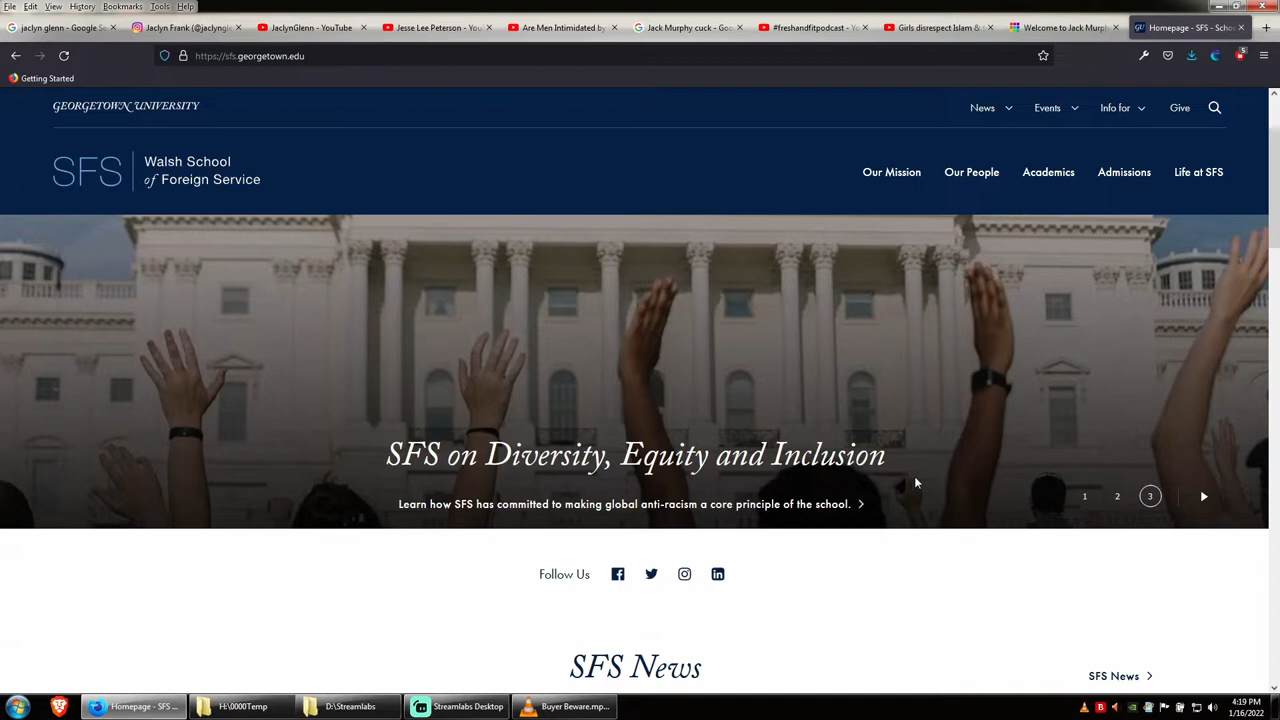 File Edit View History Bookmarks Tools Help
jaclyn glenn - Google Se
Jaclyn Frank (@jaclyngle
JaclynGlenn - YouTube
Jesse Lee Peterson - You
Are Men Intimidated by
Jack Murphy cuck - Goo
#freshandfitpodcast - Yo
Girls disrespect Islam &
Welcome to Jack Murph
Homepage - SFS - Schoo
https://sfs.georgetown.edu
5
Getting Started
GEORGETOWN UNIVERSITY
News
Events
Info for
Give
SFS
Walsh School
of Foreign Service
Our Mission
Our People
Academics
Admissions
Life at SFS
SFS on Diversity, Equity and Inclusion
Learn how SFS has committed to making global anti-racism a core principle of the school.
1 2 3
Follow Us
SFS News
SFS News
Homepage - SFS ...
H:\0000Temp
D:\Streamlabs
Streamlabs Desktop
Buyer Beware.mp...
4:19 PM
1/16/2022